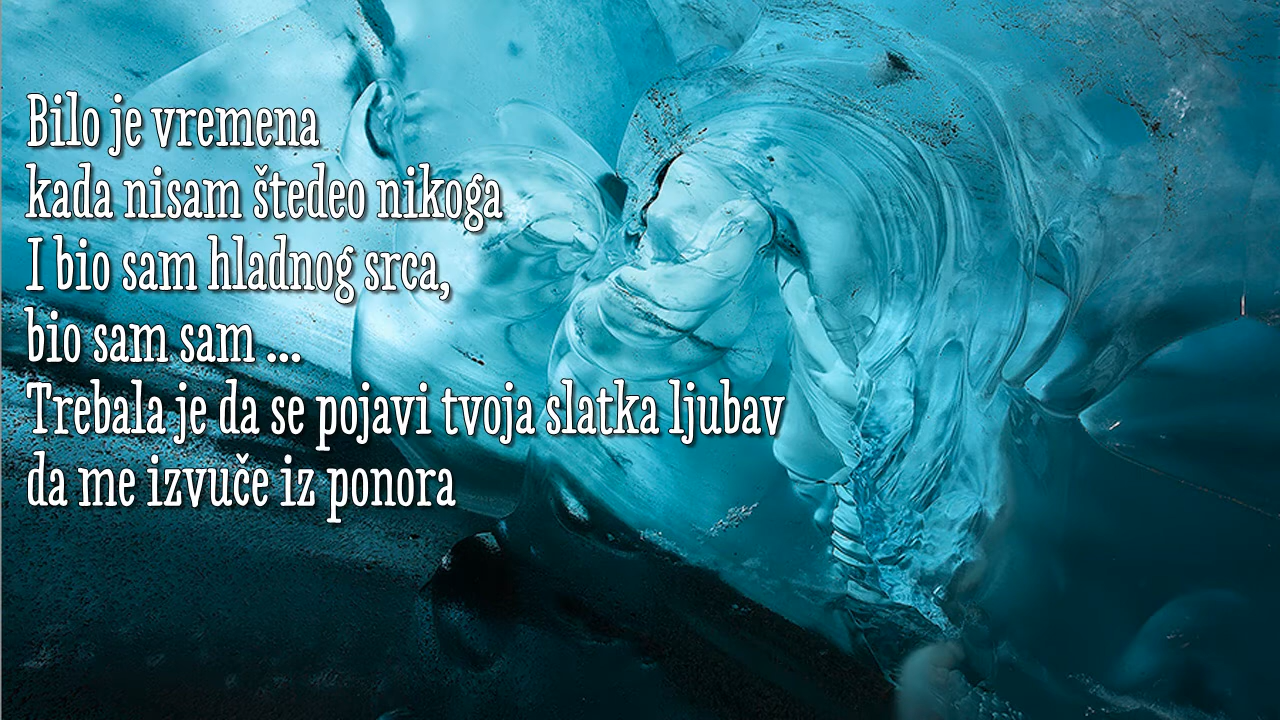 Bilo je vremena
kada nisam štedeo nikoga
I bio sam hladnog srca,
bio sam sam ...
Trebala je da se pojavi tvoja slatka ljubav
da me izvuče iz ponora